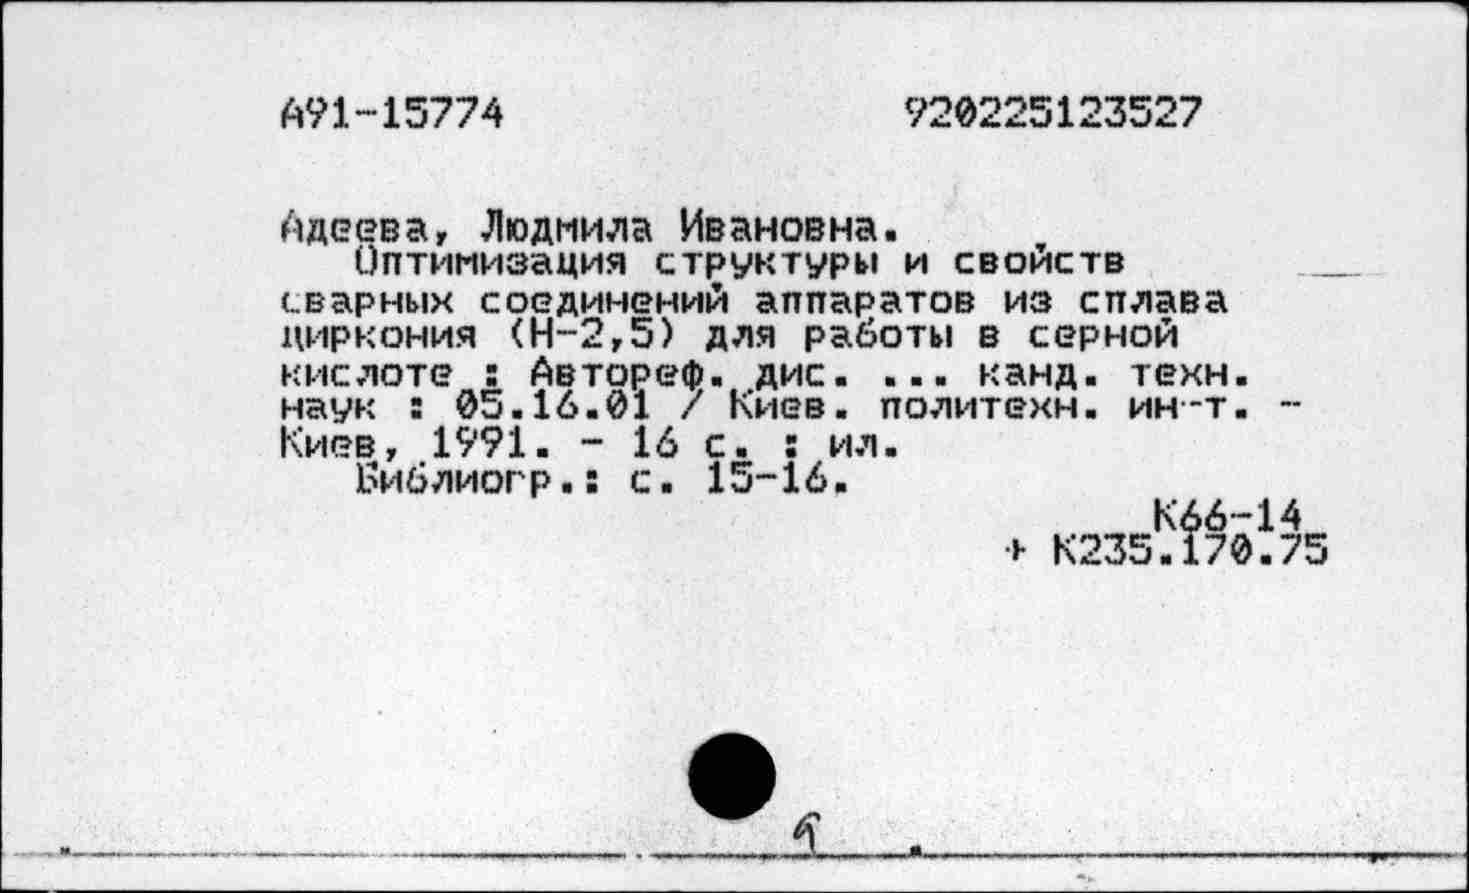 А91-15774 920225123527
Адеева, Людмила Ивановна.
Оптимизация структуры и свойств
сварных соединений аппаратов из сплава
циркония (Н-2,5) для работы в серной
кислоте : Автореф. дис. ... канд. техн.
наук : 05.16.01 / Киев. политехн. ин-т. -
Киев, 1991. - 16 с. : ил.
Библиогр.: с. 15-16.
К66-14
+ К235.170.75